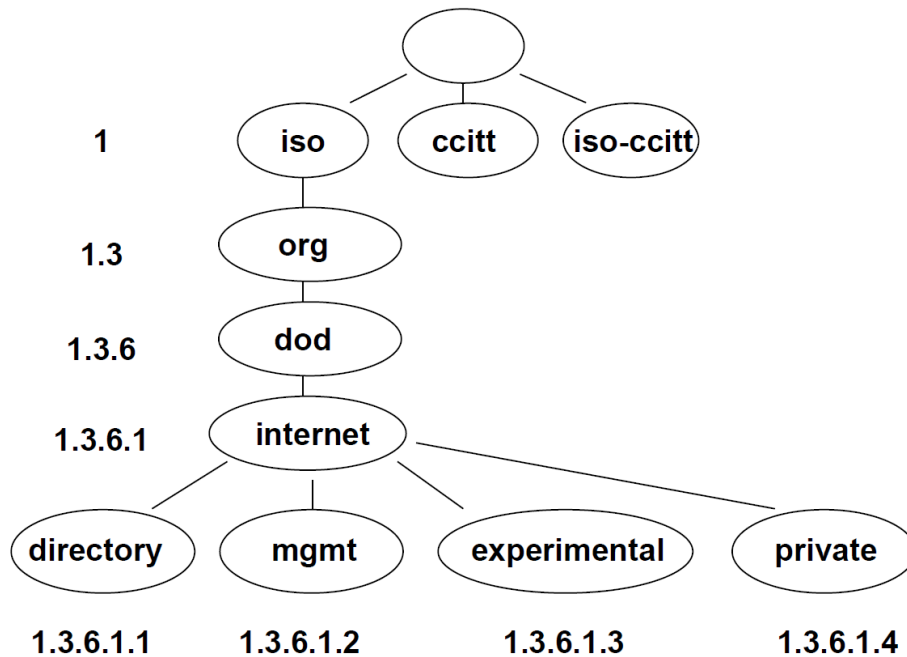 1 iso ccitt iso-ccitt
1.3 org
1.3.6 dod
1.3.6.1 internet
directory mgmt experimental private
1.3.6.1.1 1.3.6.1.2 1.3.6.1.3 1.3.6.1.4